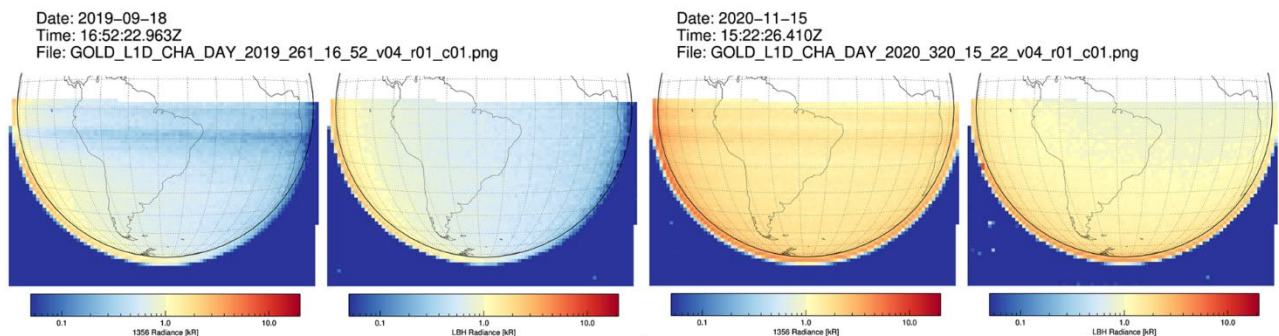 Date: 2019-09-18
Time: 16:52:22.963Z
File: GOLD_L1D_CHA_DAY_2019_261_16_52_v04_r01_c01.png
Date: 2020-11-15
Time: 15:22:26.410Z
File: GOLD_L1D_CHA_DAY_2020_320_15_22_v04_r01_c01.png
0.1 1.0 10.0
1356 Radiance [kR]
0.1 1.0 10.0
LBH Radiance [kR]
0.1 1.0 10.0
1356 Radiance [kR]
0.1 1.0 10.0
LBH Radiance [kR]